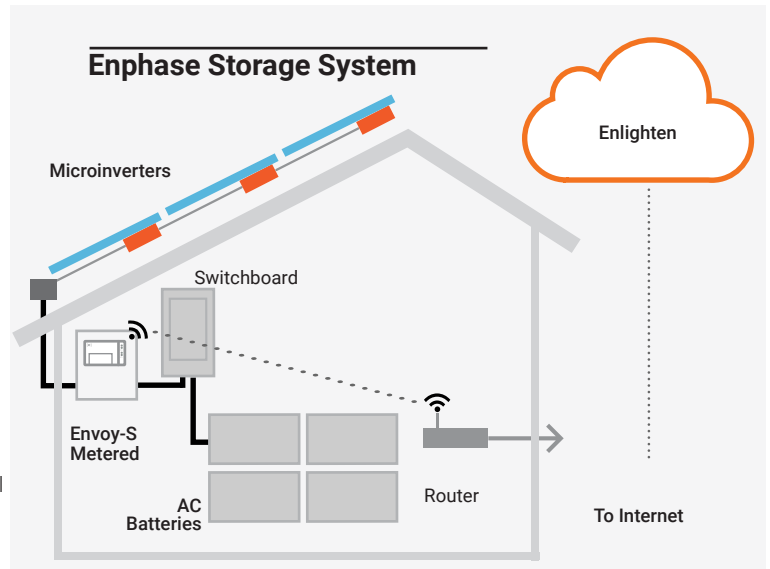 Enphase Storage System
Enlighten
Microinverters
Switchboard
Envoy-S
Metered
AC
Batteries
Router
To Internet